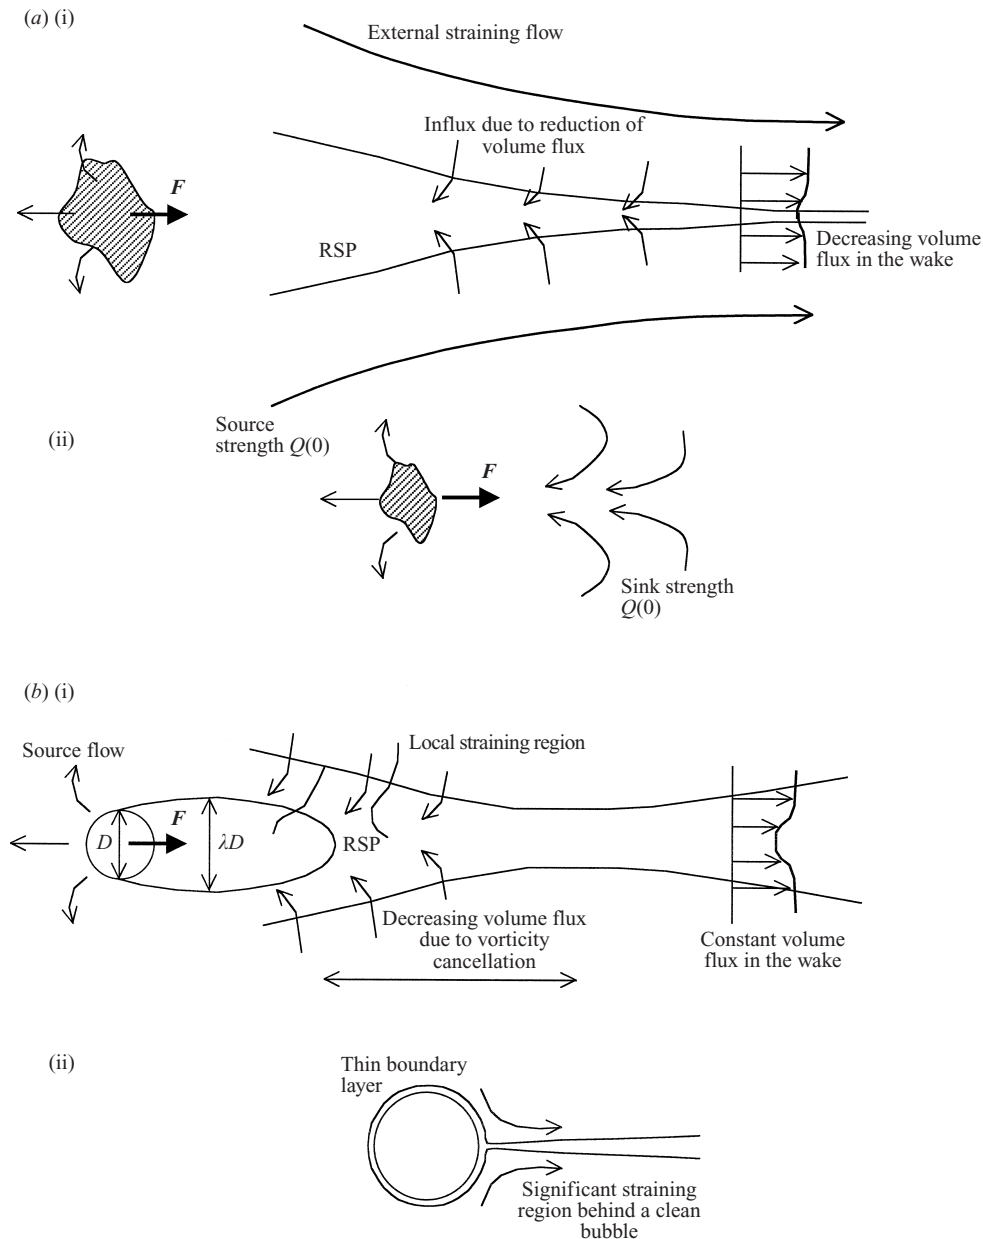 (a) (i)
External straining flow
Influx due to reduction of
volume flux
F
RSP
Decreasing volume
flux in the wake
Source
strength Q(0)
(ii)
F
Sink strength
Q(0)
(b) (i)
Source flow
Local straining region
F
D
λD
RSP
Decreasing volume flux
due to vorticity
cancellation
Constant volume
flux in the wake
(ii)
Thin boundary
layer
Significant straining
region behind a clean
bubble